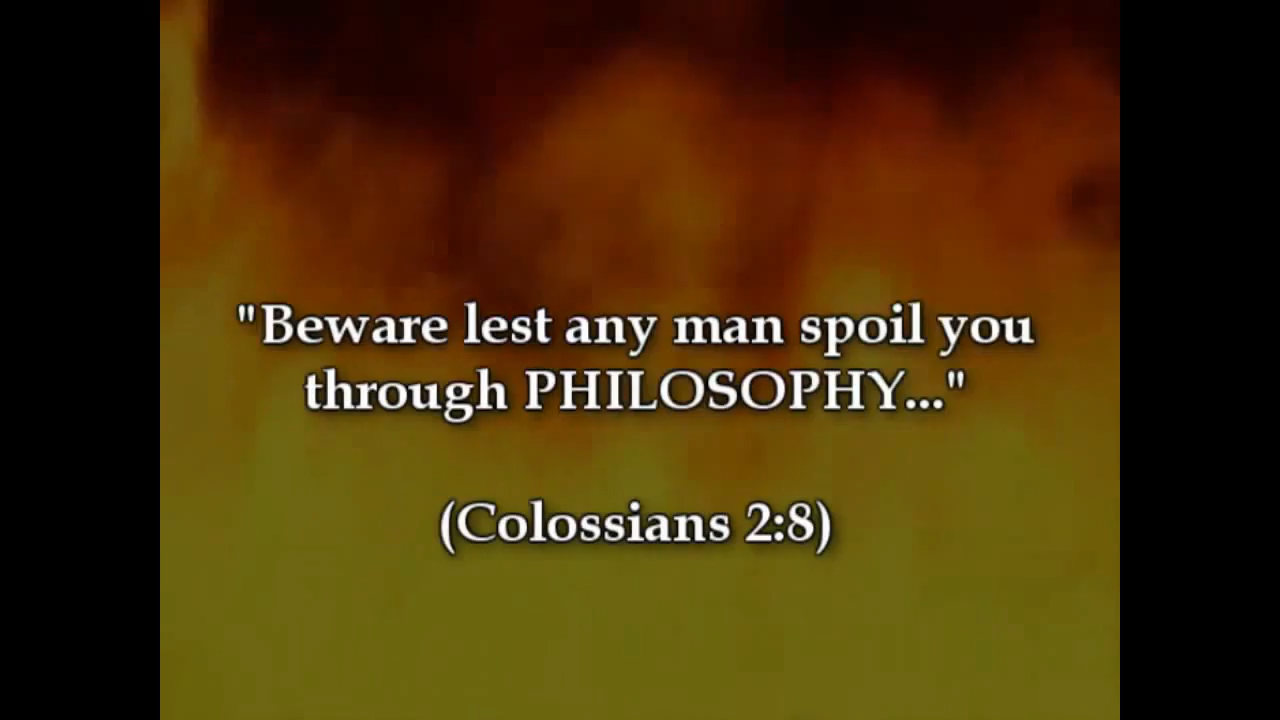 "Beware lest any man spoil you
through PHILOSOPHY..."
(Colossians 2:8)